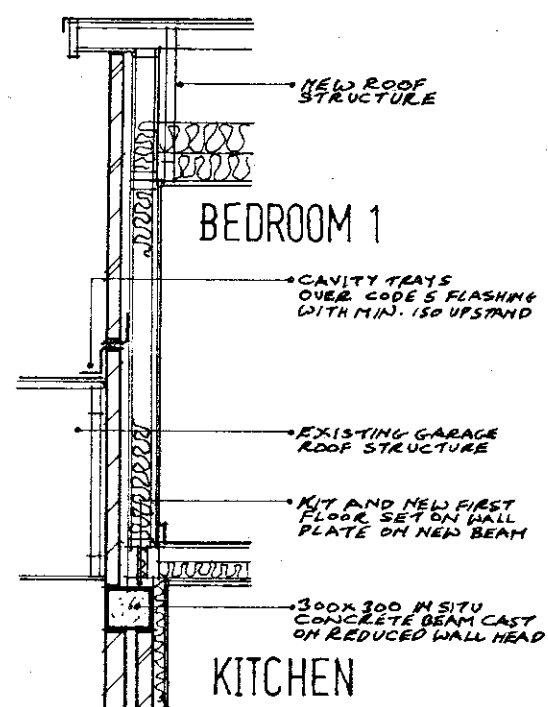 NEW ROOF
STRUCTURE
BEDROOM 1
CAVITY TRAYS
OVER CODE 5 FLASHING
WITH MIN. 150 UPSTAND
EXISTING GARAGE
ROOF STRUCTURE
KIT AND NEW FIRST
FLOOR SET ON WALL
PLATE ON NEW BEAM
300 x 300 IN SITU
CONCRETE BEAM CAST
ON REDUCED WALL HEAD
KITCHEN